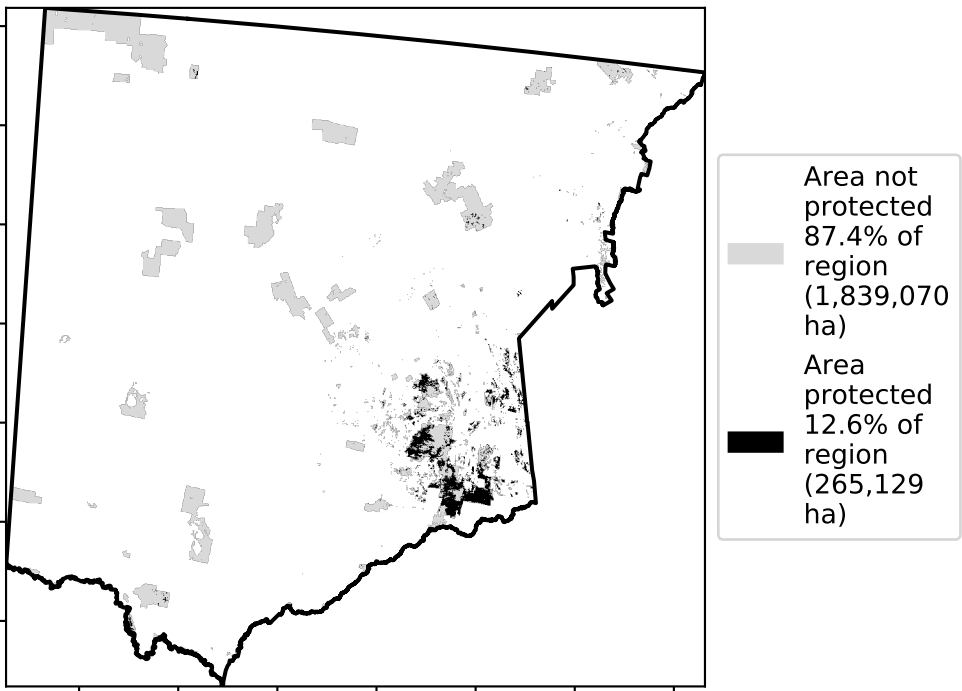 Area not
protected
87.4% of
region
(1,839,070
ha)
Area
protected
12.6% of
region
(265,129
ha)